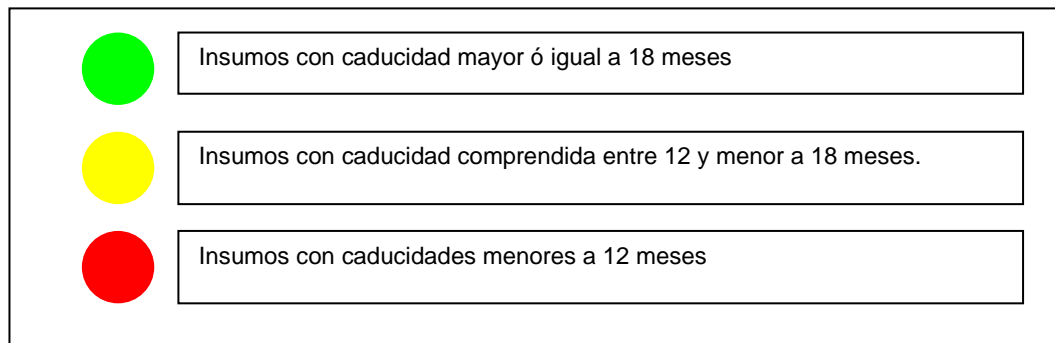 Insumos con caducidad mayor ó igual a 18 meses
Insumos con caducidad comprendida entre 12 y menor a 18 meses.
Insumos con caducidades menores a 12 meses